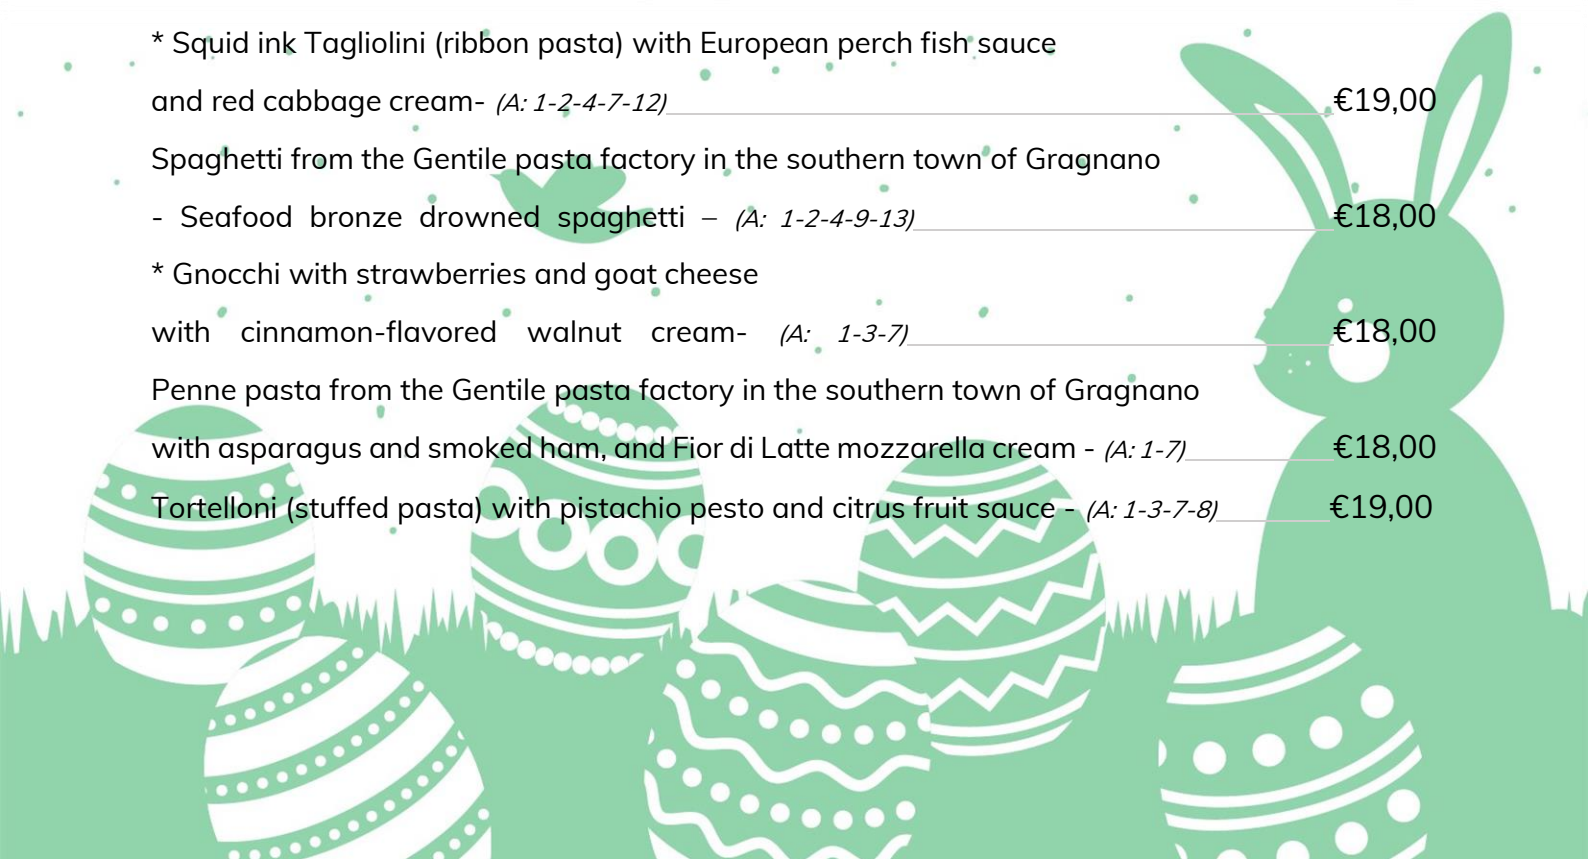 * Squid ink Tagliolini (ribbon pasta) with European perch fish sauce
and red cabbage cream- (A: 1-2-4-7-12) €19,00
Spaghetti from the Gentile pasta factory in the southern town of Gragnano
- Seafood bronze drowned spaghetti – (A: 1-2-4-9-13) €18,00
* Gnocchi with strawberries and goat cheese
with cinnamon-flavored walnut cream- (A: 1-3-7) €18,00
Penne pasta from the Gentile pasta factory in the southern town of Gragnano
with asparagus and smoked ham, and Fior di Latte mozzarella cream - (A: 1-7) €18,00
Tortelloni (stuffed pasta) with pistachio pesto and citrus fruit sauce - (A: 1-3-7-8) €19,00